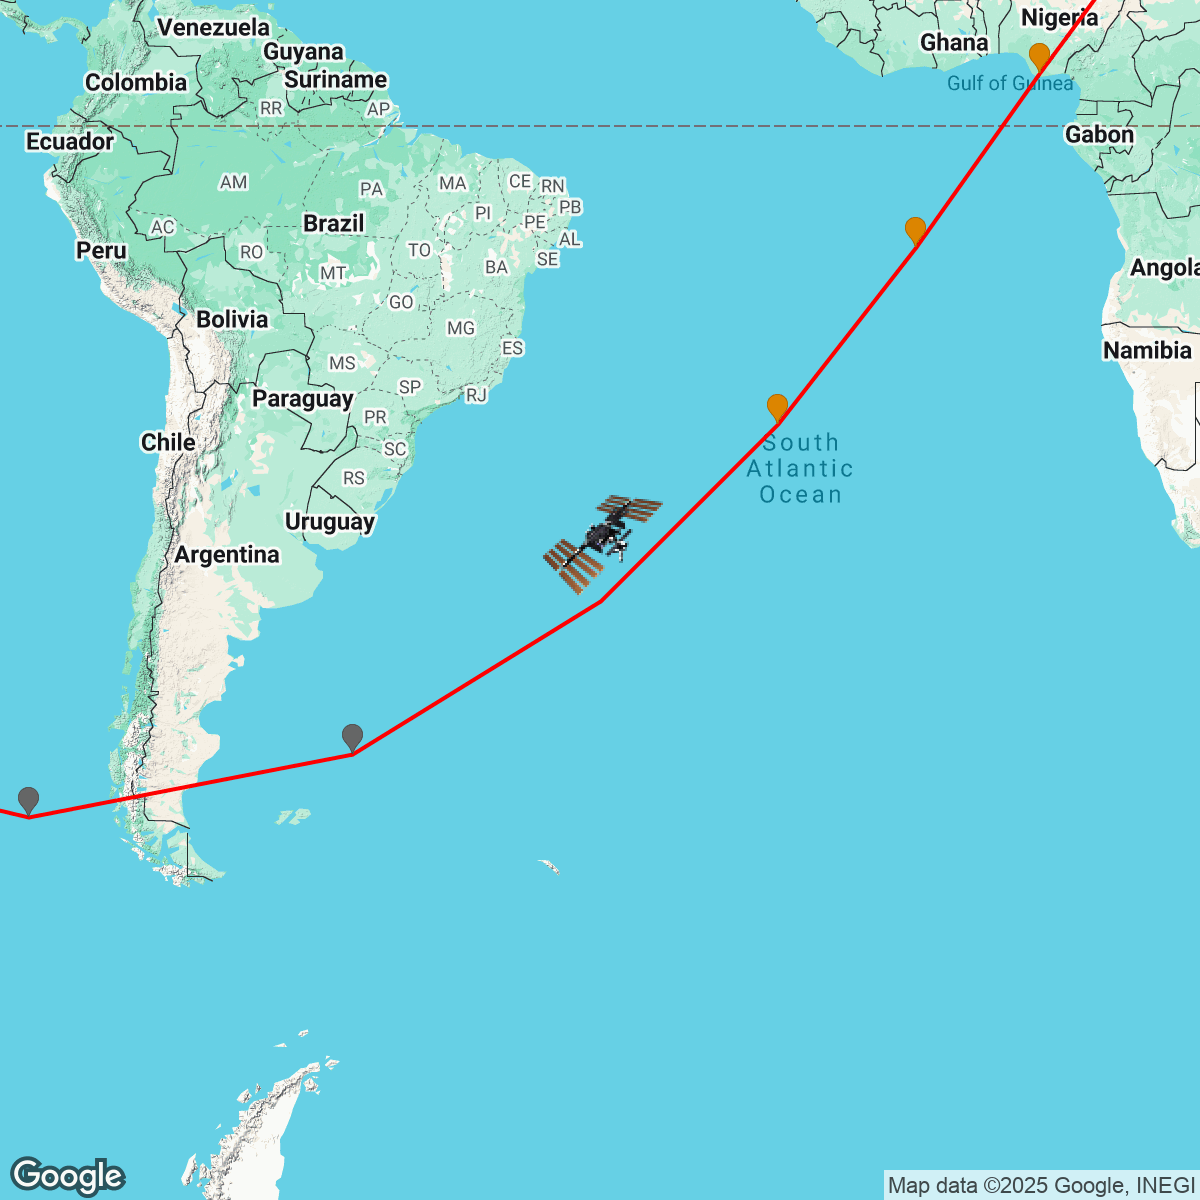 Venezuela
Nigeria
Guyana
Ghana
Suriname
Colombia
Gulf of Guinea
RR
AP
Ecuador
Gabon
AM
PA
MA
CE
RN
PB
PI
PE
Brazil
AC
AL
Peru
RO
TO
SE
BA
Angola
MT
GO
Bolivia
MG
ES
Namibia
MS
SP
RJ
Paraguay
PR
Chile
SC
South
Atlantic
Ocean
RS
Uruguay
Argentina
Google
Map data ©2025 Google, INEGI